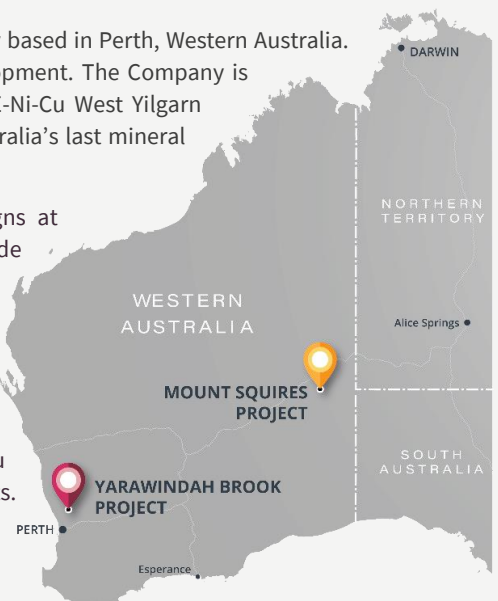 based in Perth, Western Australia.
opment. The Company is
-Ni-Cu West Yilgarn
ralia's last mineral
gns at
de
s.
DARWIN
NORTHERN
TERRITORY
WESTERN
AUSTRALIA
Alice Springs
MOUNT SQUIRES
PROJECT
SOUTH
AUSTRALIA
YARAWINDAH BROOK
PROJECT
PERTH
Esperance